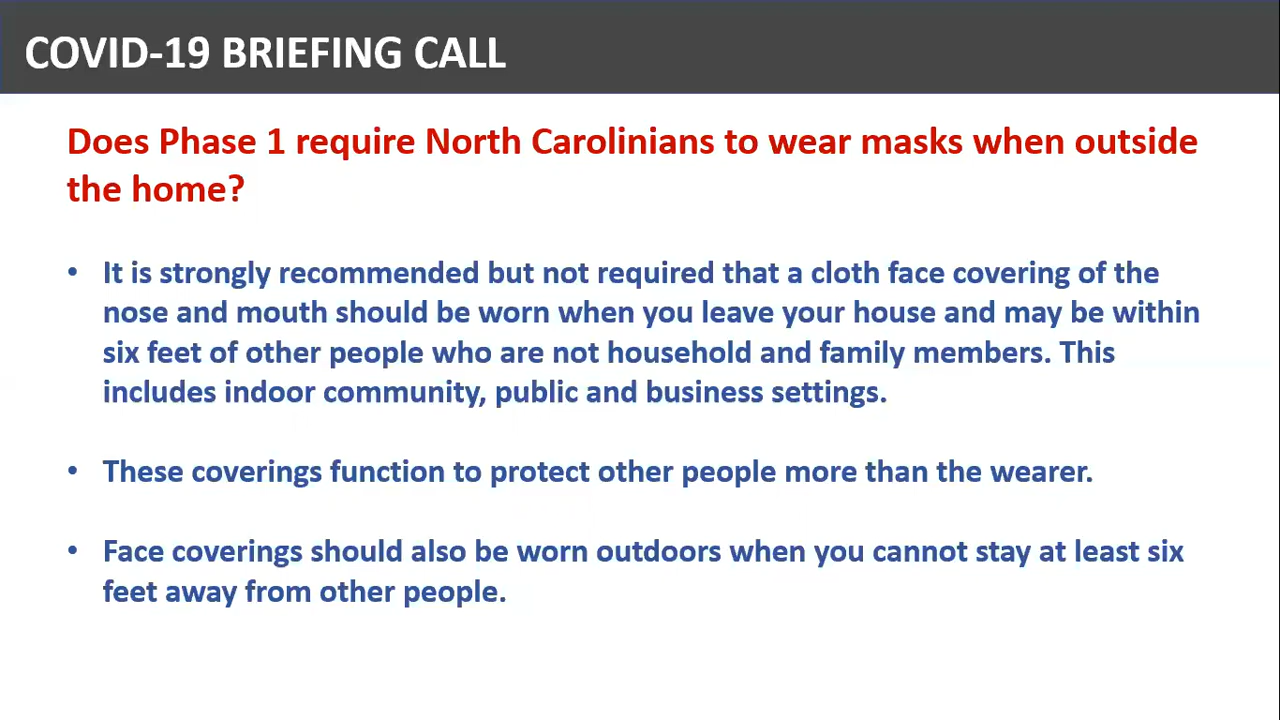 COVID-19 BRIEFING CALL
Does Phase 1 require North Carolinians to wear masks when outside
the home?
• It is strongly recommended but not required that a cloth face covering of the
nose and mouth should be worn when you leave your house and may be within
six feet of other people who are not household and family members. This
includes indoor community, public and business settings.
• These coverings function to protect other people more than the wearer.
• Face coverings should also be worn outdoors when you cannot stay at least six
feet away from other people.